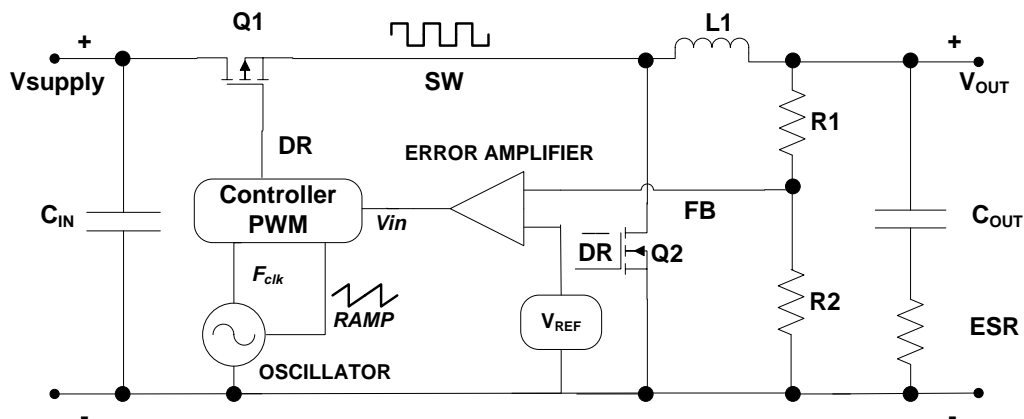 Q1
L1
+
+
Vsupply
SW
VOUT
R1
DR
ERROR AMPLIFIER
Controller
PWM
Vin
FB
CIN
COUT
DR
Q2
Fclk
RAMP
VREF
R2
ESR
OSCILLATOR
-
-